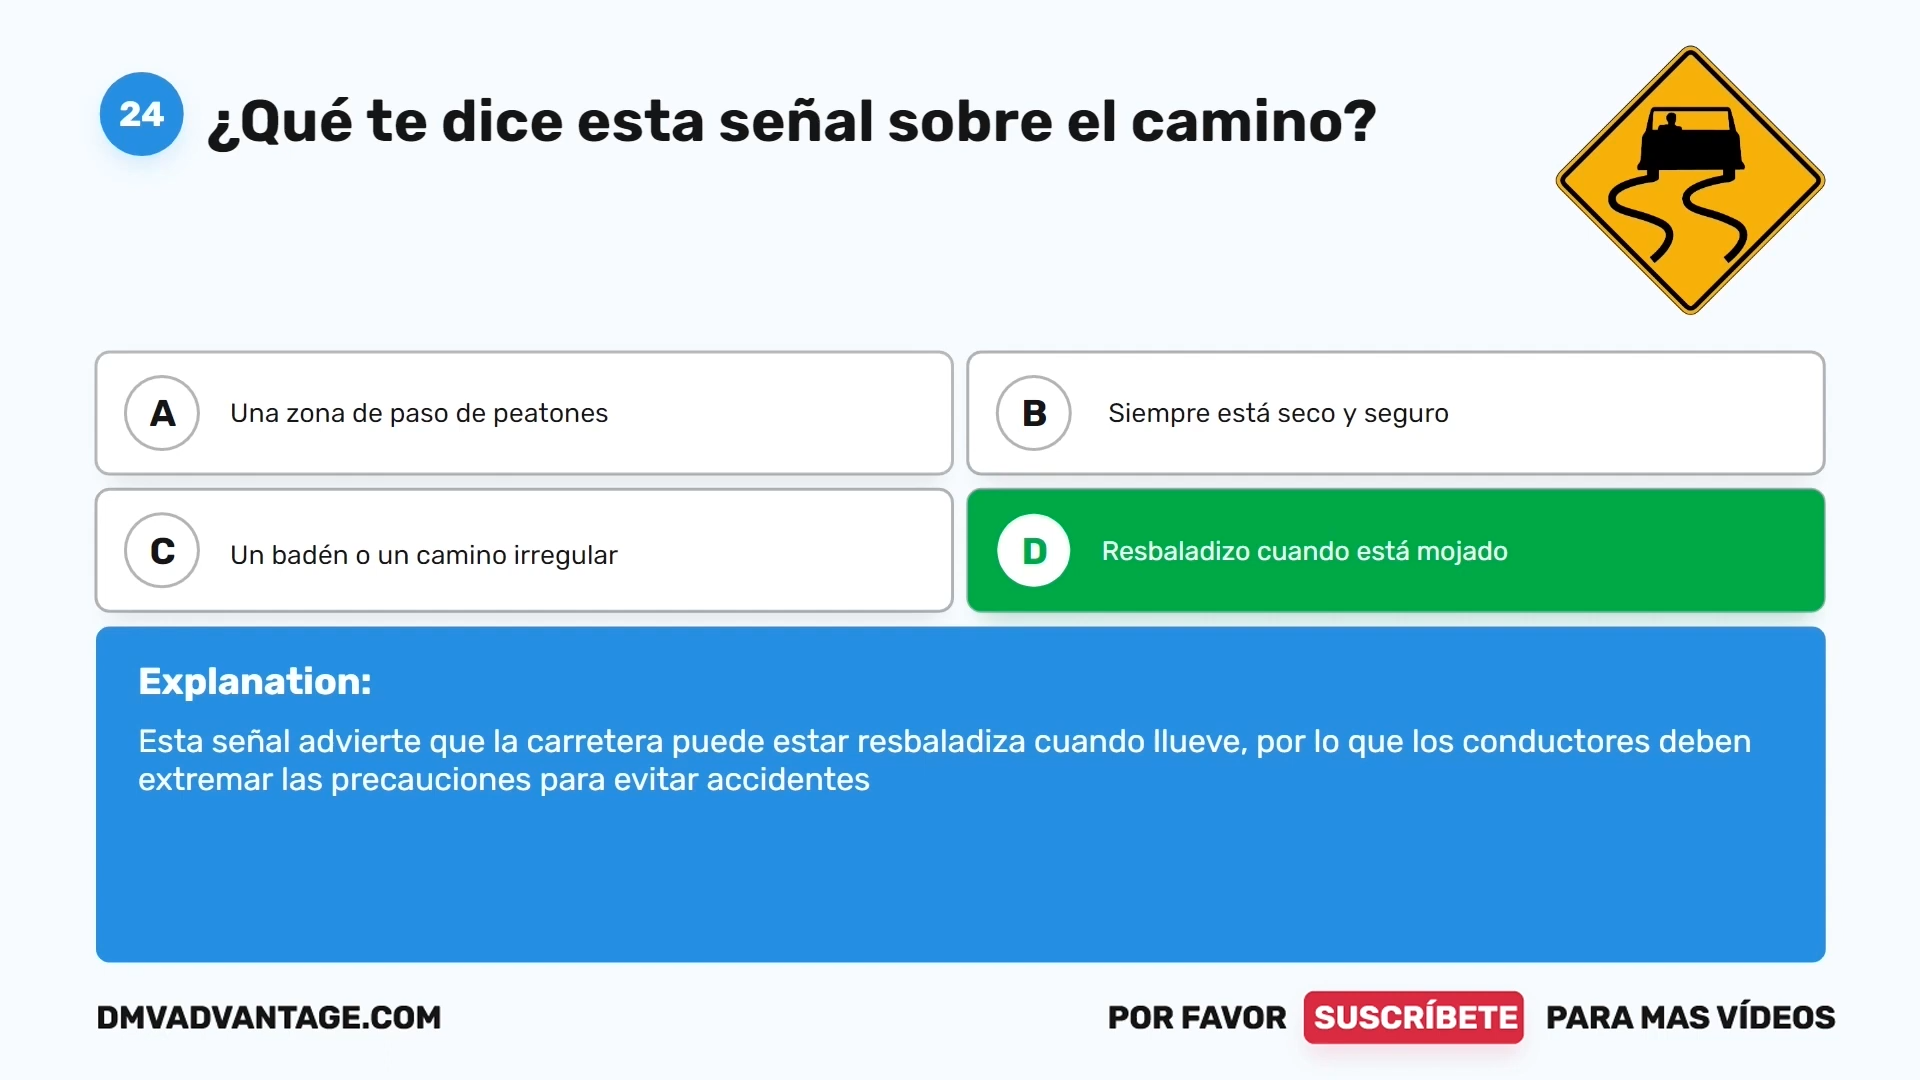 24
¿Qué te dice esta señal sobre el camino?
A Una zona de paso de peatones
B Siempre está seco y seguro
C Un badén o un camino irregular
D Resbaladizo cuando está mojado
Explanation:
Esta señal advierte que la carretera puede estar resbaladiza cuando llueve, por lo que los conductores deben
extremar las precauciones para evitar accidentes
DMVADVANTAGE.COM
POR FAVOR SUSCRÍBETE PARA MAS VÍDEOS